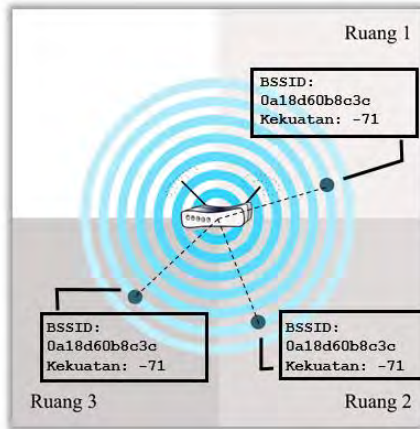 Ruang 1
BSSID:
0a18d60b8c3c
Kekuatan: -71
BSSID:
0a18d60b8c3c
Kekuatan: -71
Ruang 3
BSSID:
0a18d60b8c3c
Kekuatan: -71
Ruang 2